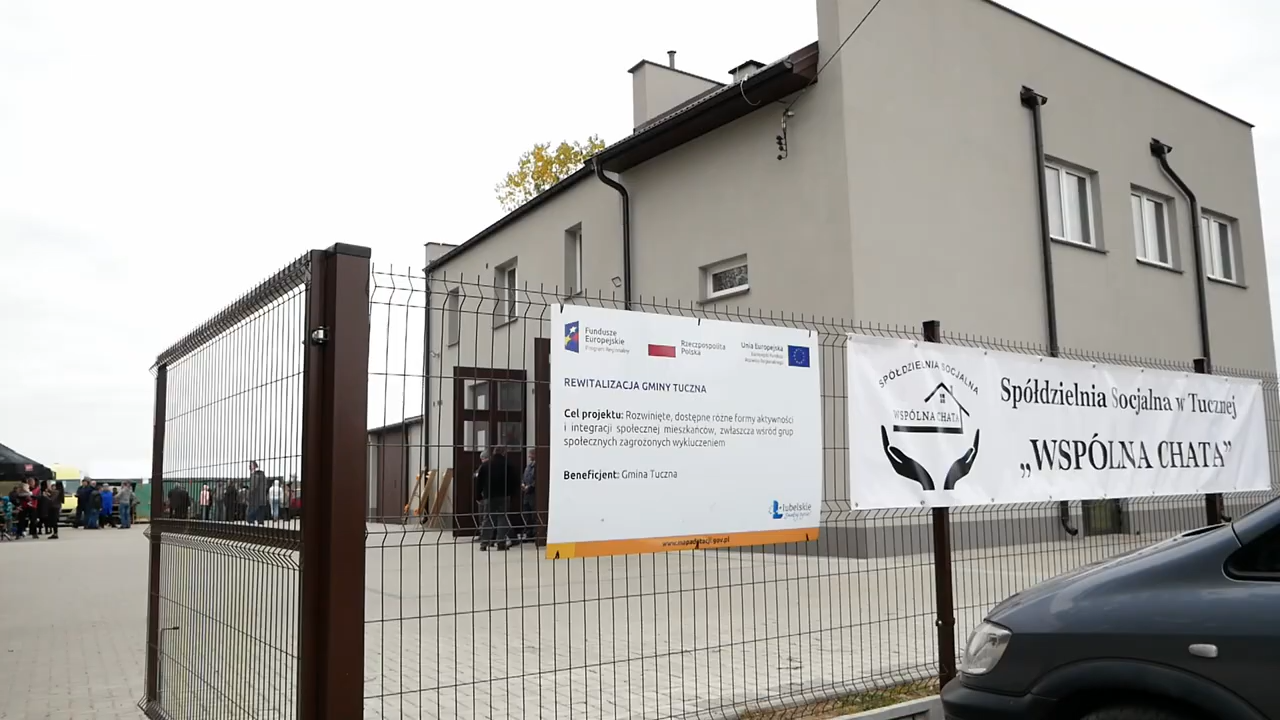 Fundusze
Europejskie
Program Regionalny
Rzeczpospolita
Polska
Unia Europejska
REWITALIZACJA GMINY TUCZNA
Cel projektu: Rozwinięte, dostępne różne formy aktywności
i integracji społecznej mieszkańców, zwłaszcza wśród grup
społecznych zagrożonych wykluczeniem
Beneficjent: Gmina Tuczna
lubelskie
www.mapadotacji.gov.pl
SPÓŁDZIELNIA SOCJALNA
WSPÓLNA CHATA
Spółdzielnia Socjalna w Tucznej
„WSPÓLNA CHATA”